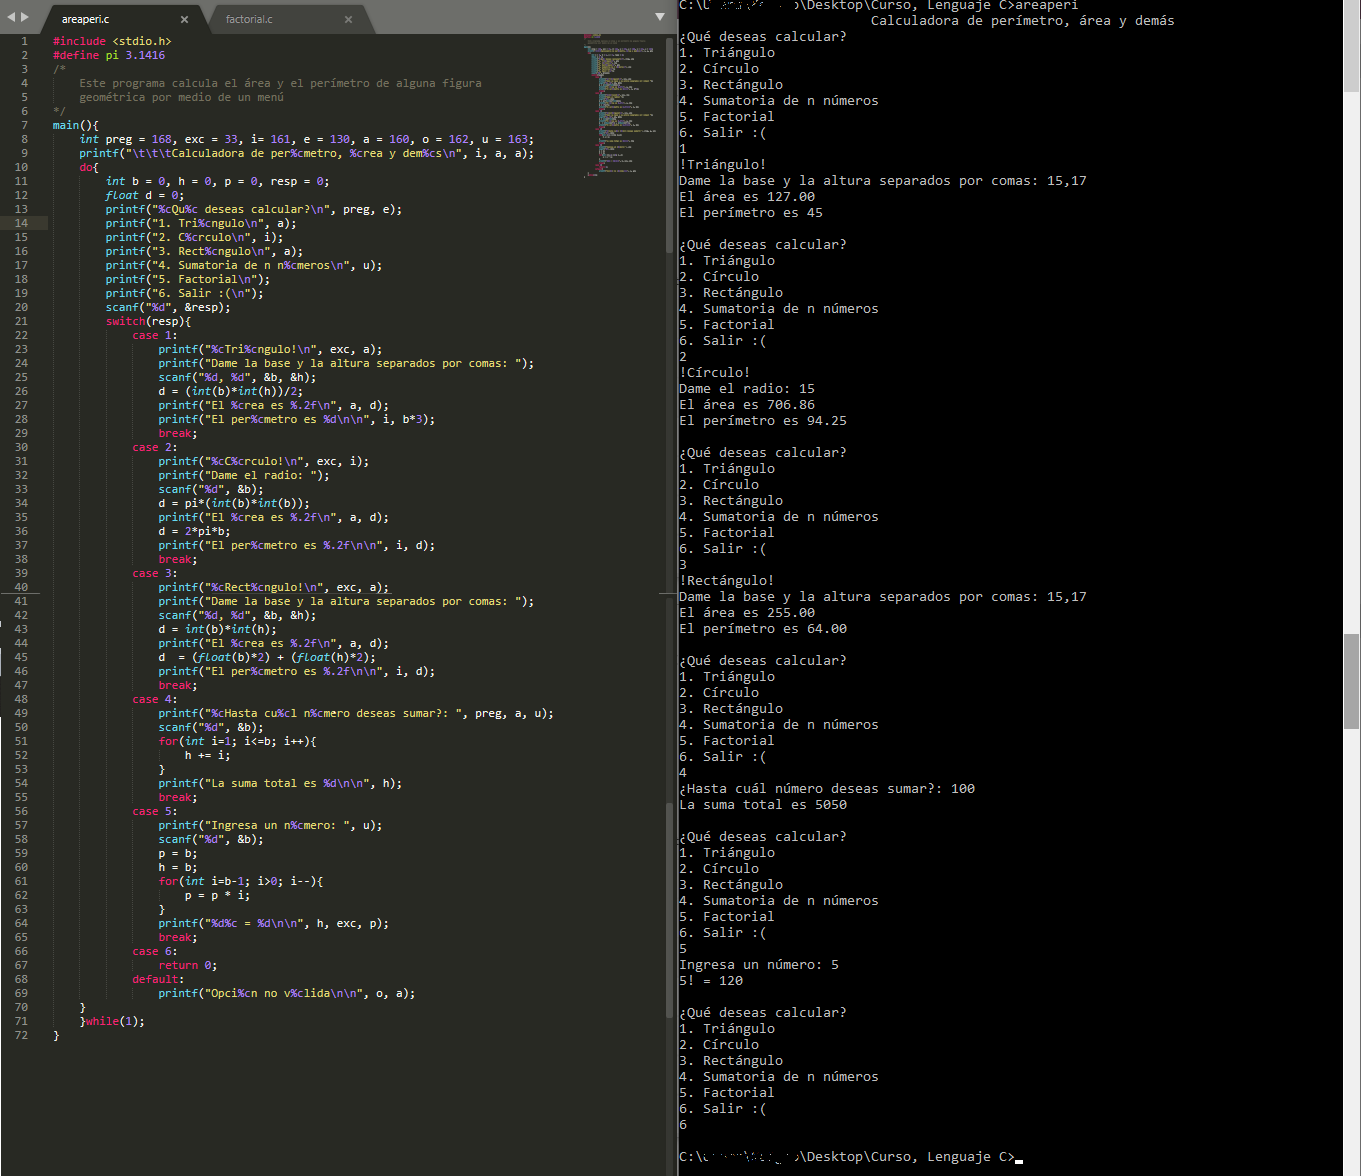 areaperi.c × factorial.c ×
1 #include <stdio.h>
2 #define pi 3.1416
3 /*
4 Este programa calcula el área y el perímetro de alguna figura
5 geométrica por medio de un menú
6 */
7 main(){
8 int preg = 168, exc = 33, i= 161, e = 130, a = 160, o = 162, u = 163;
9 printf("\t\t\tCalculadora de per%cmetro, %crea y dem%cs\n", i, a, a);
10 do{
11 int b = 0, h = 0, p = 0, resp = 0;
12 float d = 0;
13 printf("%cQu%c deseas calcular?\n", preg, e);
14 printf("1. Tri%cngulo\n", a);
15 printf("2. C%crculo\n", i);
16 printf("3. Rect%cngulo\n", a);
17 printf("4. Sumatoria de n n%cmeros\n", u);
18 printf("5. Factorial\n");
19 printf("6. Salir :(\n");
20 scanf("%d", &resp);
21 switch(resp){
22 case 1:
23 printf("%cTri%cngulo!\n", exc, a);
24 printf("Dame la base y la altura separados por comas: ");
25 scanf("%d, %d", &b, &h);
26 d = (int(b)*int(h))/2;
27 printf("El %crea es %.2f\n", a, d);
28 printf("El per%cmetro es %d\n\n", i, b*3);
29 break;
30 case 2:
31 printf("%cC%crculo!\n", exc, i);
32 printf("Dame el radio: ");
33 scanf("%d", &b);
34 d = pi*(int(b)*int(b));
35 printf("El %crea es %.2f\n", a, d);
36 d = 2*pi*b;
37 printf("El per%cmetro es %.2f\n\n", i, d);
38 break;
39 case 3:
40 printf("%cRect%cngulo!\n", exc, a);
41 printf("Dame la base y la altura separados por comas: ");
42 scanf("%d, %d", &b, &h);
43 d = int(b)*int(h);
44 printf("El %crea es %.2f\n", a, d);
45 d  = (float(b)*2) + (float(h)*2);
46 printf("El per%cmetro es %.2f\n\n", i, d);
47 break;
48 case 4:
49 printf("%cHasta cu%cl n%cmero deseas sumar?: ", preg, a, u);
50 scanf("%d", &b);
51 for(int i=1; i<=b; i++){
52 h += i;
53 }
54 printf("La suma total es %d\n\n", h);
55 break;
56 case 5:
57 printf("Ingresa un n%cmero: ", u);
58 scanf("%d", &b);
59 p = b;
60 h = b;
61 for(int i=b-1; i>0; i--){
62 p = p * i;
63 }
64 printf("%d%c = %d\n\n", h, exc, p);
65 break;
66 case 6:
67 return 0;
68 default:
69 printf("Opci%cn no v%clida\n\n", o, a);
70 }
71 }while(1);
72 }
\Desktop\Curso, Lenguaje C>areaperi
Calculadora de perímetro, área y demás
¿Qué deseas calcular?
1. Triángulo
2. Círculo
3. Rectángulo
4. Sumatoria de n números
5. Factorial
6. Salir :(
1
!Triángulo!
Dame la base y la altura separados por comas: 15,17
El área es 127.00
El perímetro es 45
¿Qué deseas calcular?
1. Triángulo
2. Círculo
3. Rectángulo
4. Sumatoria de n números
5. Factorial
6. Salir :(
2
!Círculo!
Dame el radio: 15
El área es 706.86
El perímetro es 94.25
¿Qué deseas calcular?
1. Triángulo
2. Círculo
3. Rectángulo
4. Sumatoria de n números
5. Factorial
6. Salir :(
3
!Rectángulo!
Dame la base y la altura separados por comas: 15,17
El área es 255.00
El perímetro es 64.00
¿Qué deseas calcular?
1. Triángulo
2. Círculo
3. Rectángulo
4. Sumatoria de n números
5. Factorial
6. Salir :(
4
¿Hasta cuál número deseas sumar?: 100
La suma total es 5050
¿Qué deseas calcular?
1. Triángulo
2. Círculo
3. Rectángulo
4. Sumatoria de n números
5. Factorial
6. Salir :(
5
Ingresa un número: 5
5! = 120
¿Qué deseas calcular?
1. Triángulo
2. Círculo
3. Rectángulo
4. Sumatoria de n números
5. Factorial
6. Salir :(
6
\Desktop\Curso, Lenguaje C>